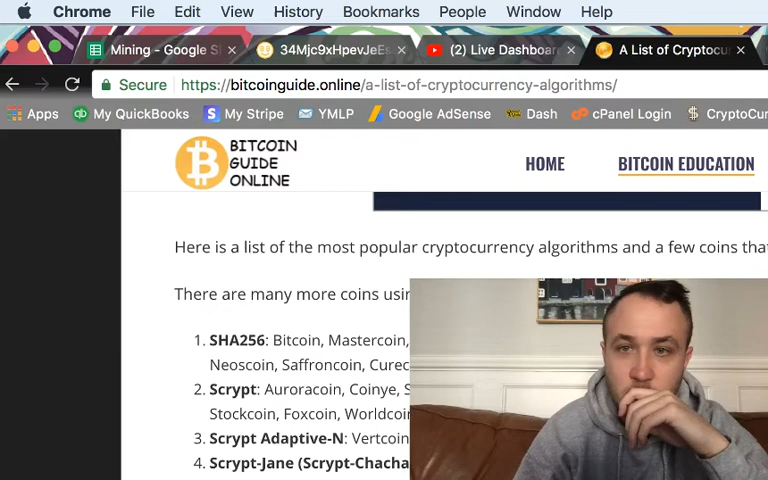 Chrome File Edit View History Bookmarks People Window Help
Mining - Google S
34Mjc9xHpevJeEs
(2) Live Dashboar
A List of Cryptocu
Secure https://bitcoinguide.online/a-list-of-cryptocurrency-algorithms/
Apps My QuickBooks My Stripe YMLP Google AdSense Dash cPanel Login CryptoCur
BITCOIN
GUIDE
ONLINE
HOME BITCOIN EDUCATION
Here is a list of the most popular cryptocurrency algorithms and a few coins that
There are many more coins usin
1. SHA256: Bitcoin, Mastercoin,
Neoscoin, Saffroncoin, Curec
2. Scrypt: Auroracoin, Coinye, S
Stockcoin, Foxcoin, Worldcoin
3. Scrypt Adaptive-N: Vertcoin
4. Scrypt-Jane (Scrypt-Chacha